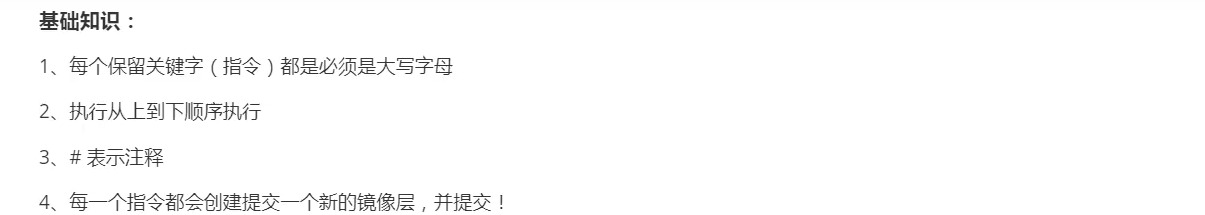 基础知识：
1、每个保留关键字（指令）都是必须是大写字母
2、执行从上到下顺序执行
3、# 表示注释
4、每一个指令都会创建提交一个新的镜像层，并提交！